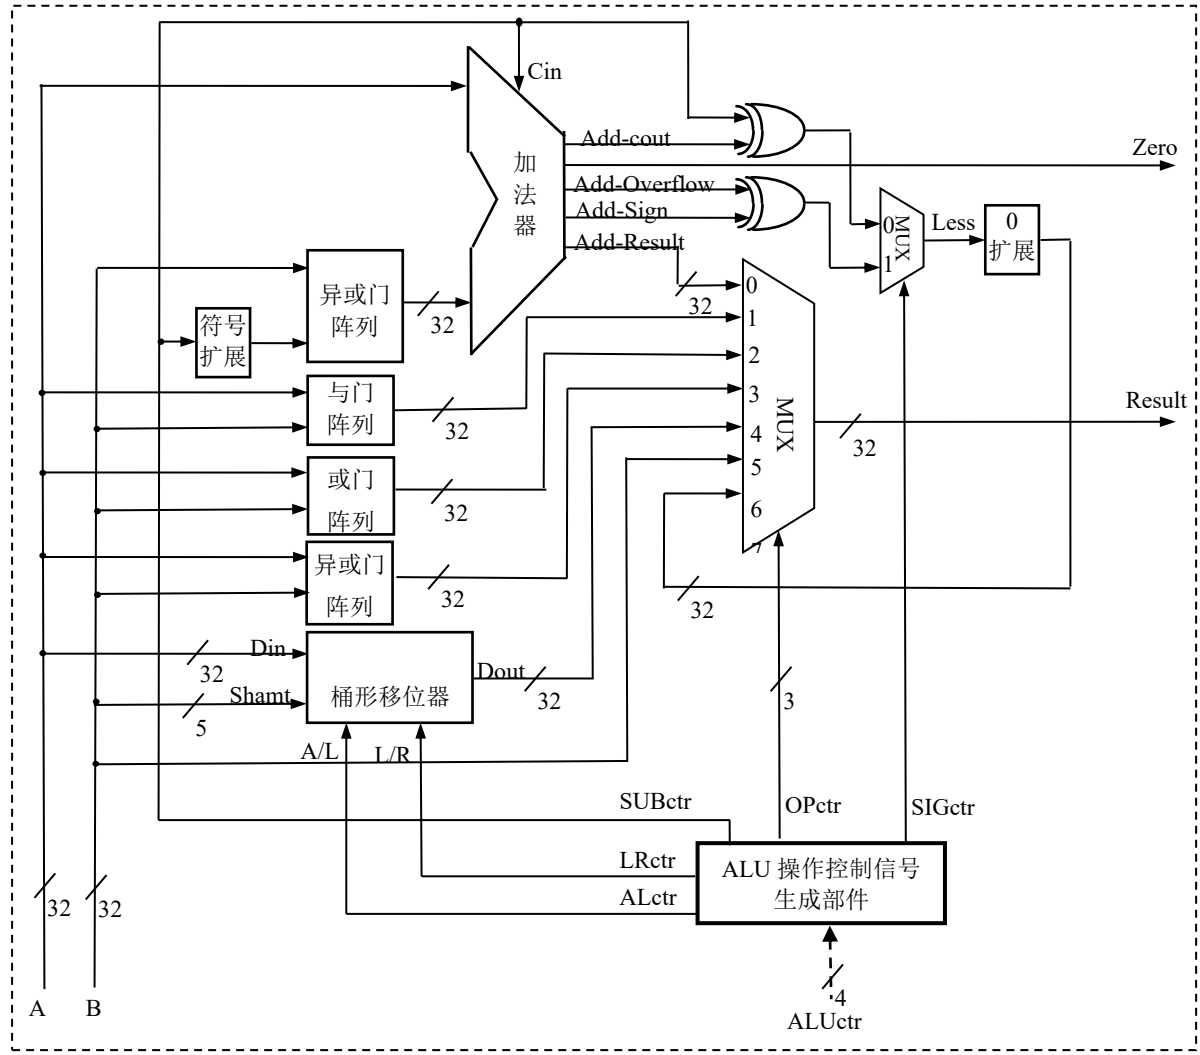 Cin
Add-cout
Zero
加法器
Add-Overflow
Add-Sign
Add-Result
MUX
0
1
Less
0
扩展
异或门
阵列
32
符号
扩展
32
0
1
2
3
4
5
6
7
MUX
与门
阵列
32
Result
32
或门
阵列
32
异或门
阵列
32
32
Din
32
Shamt
5
桶形移位器
Dout
32
3
A/L
L/R
SUBctr
OPctr
SIGctr
LRctr
ALctr
ALU 操作控制信号
生成部件
32
32
4
A
B
ALUctr